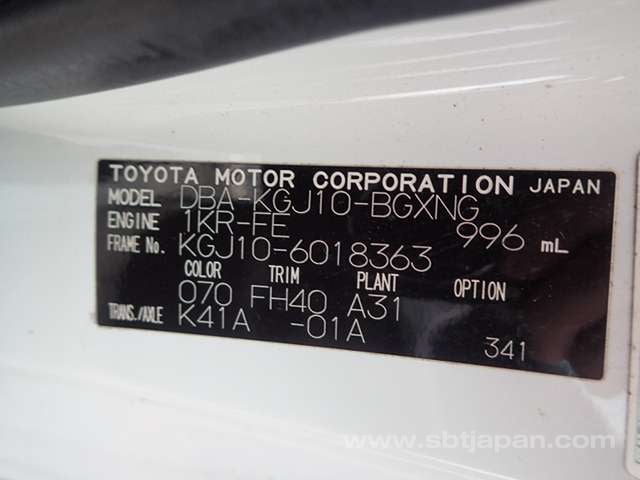 TOYOTA MOTOR CORPORATION JAPAN
MODEL DBA-KGJ10-BGXNG
ENGINE 1KR-FE 996 mL
FRAME No. KGJ10-6018363
COLOR TRIM PLANT OPTION
070 FH40 A31
TRANS./AXLE K41A -01A
341
www.sbtjapan.com